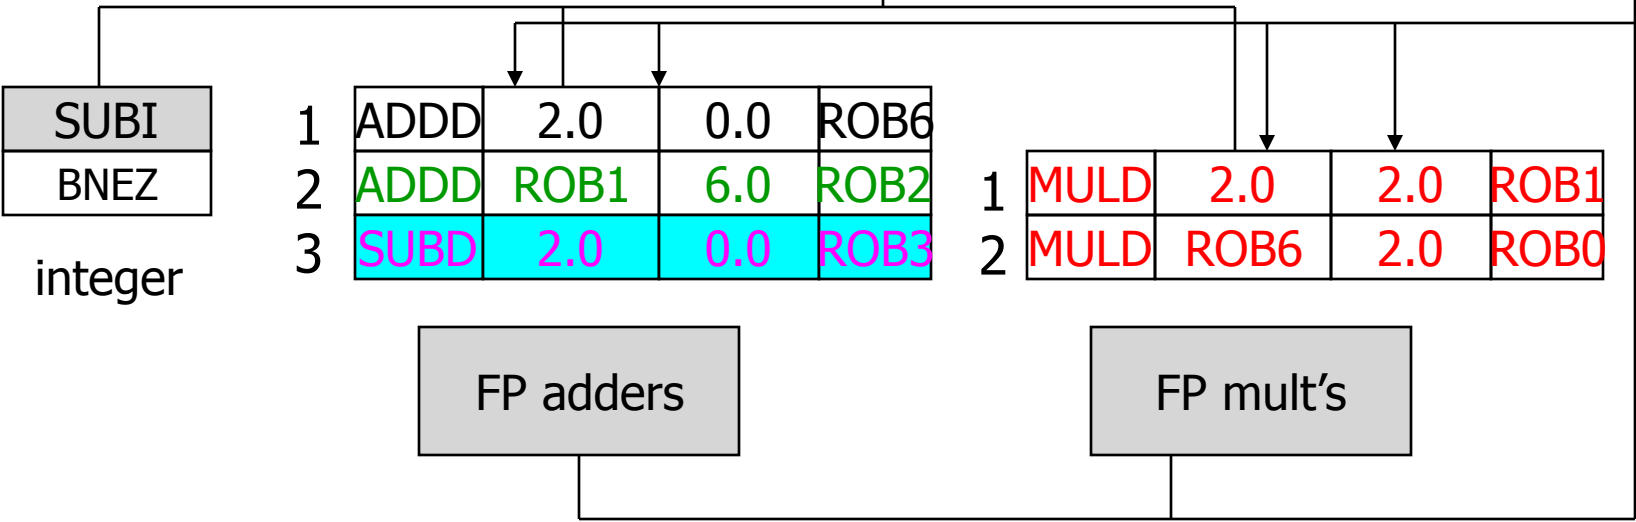 SUBI
BNEZ
integer
1 ADDD 2.0 0.0 ROB6
2 ADDD ROB1 6.0 ROB2
3 SUBD 2.0 0.0 ROB3
1 MULD 2.0 2.0 ROB1
2 MULD ROB6 2.0 ROB0
FP adders
FP mult's